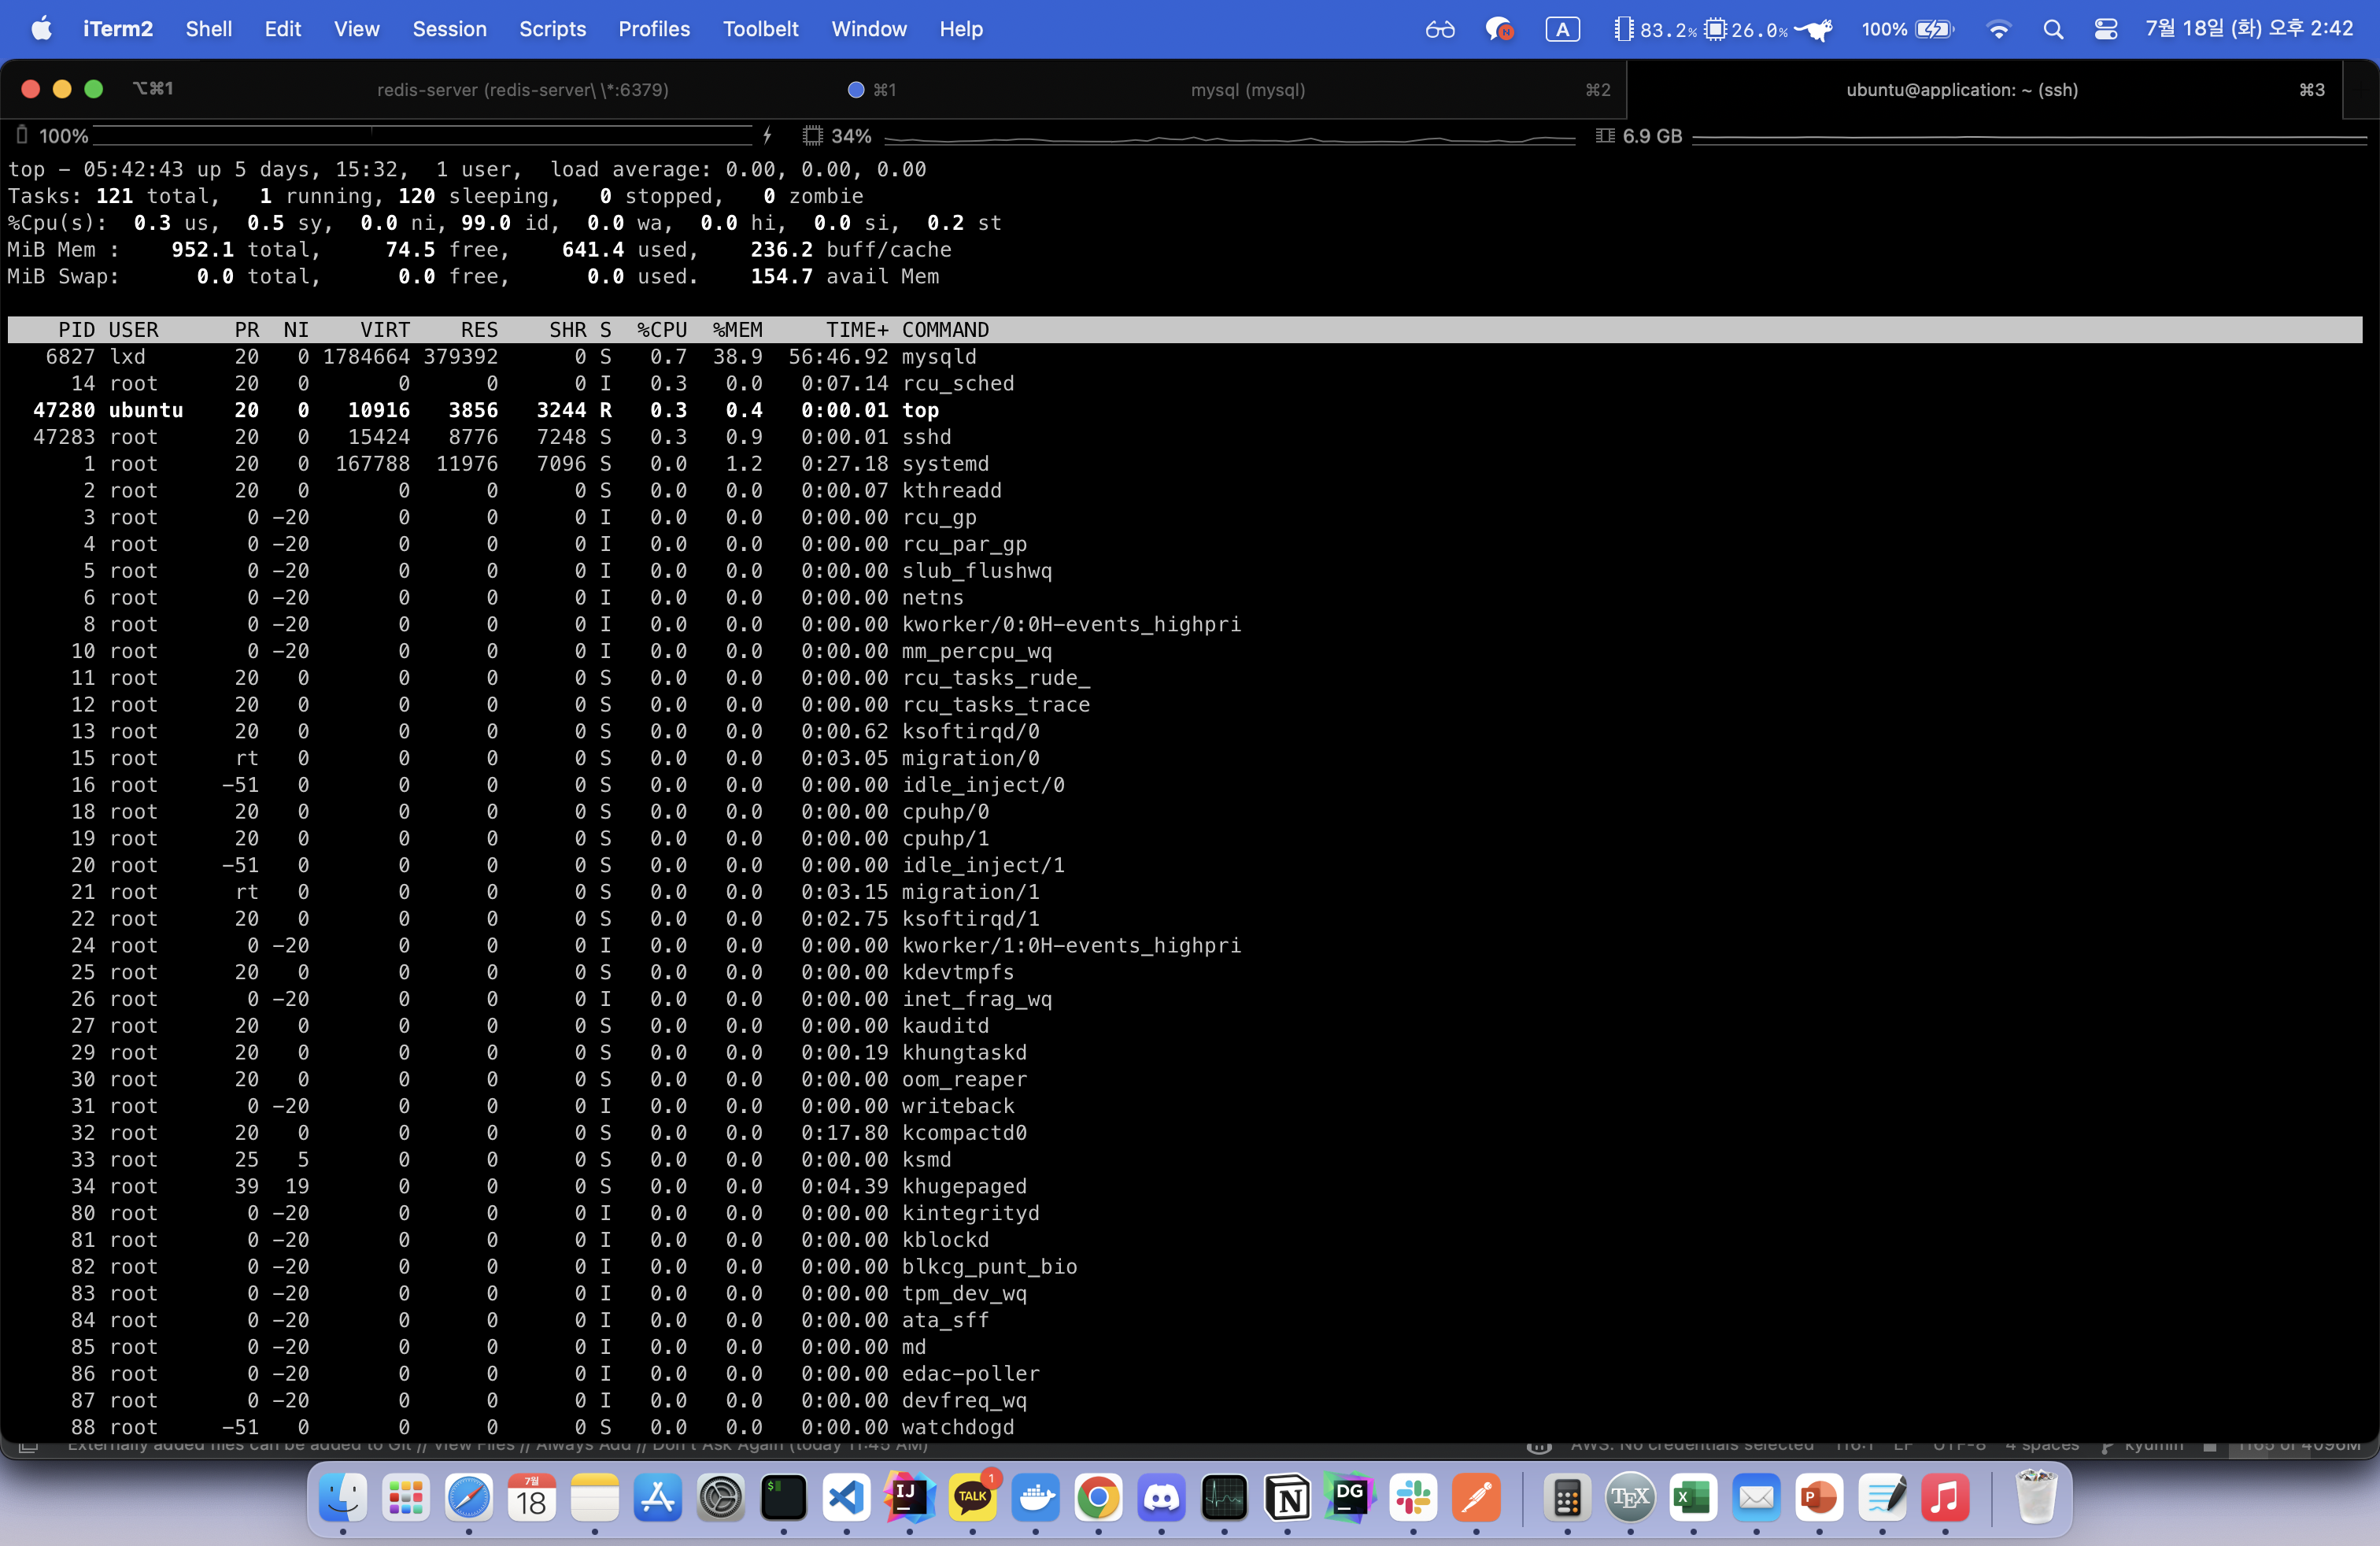 iTerm2 Shell Edit View Session Scripts Profiles Toolbelt Window Help A 83.2% 26.0% 100% 7월 18일 (화) 오후 2:42
⌥⌘1 redis-server (redis-server\ \*:6379) ⌘1 mysql (mysql) ⌘2 ubuntu@application: ~ (ssh) ⌘3
100% 34% 6.9 GB
top - 05:42:43 up 5 days, 15:32, 1 user, load average: 0.00, 0.00, 0.00
Tasks: 121 total, 1 running, 120 sleeping, 0 stopped, 0 zombie
%Cpu(s): 0.3 us, 0.5 sy, 0.0 ni, 99.0 id, 0.0 wa, 0.0 hi, 0.0 si, 0.2 st
MiB Mem : 952.1 total, 74.5 free, 641.4 used, 236.2 buff/cache
MiB Swap: 0.0 total, 0.0 free, 0.0 used. 154.7 avail Mem
PID USER PR NI VIRT RES SHR S %CPU %MEM TIME+ COMMAND
6827 lxd 20 0 1784664 379392 0 S 0.7 38.9 56:46.92 mysqld
14 root 20 0 0 0 0 I 0.3 0.0 0:07.14 rcu_sched
47280 ubuntu 20 0 10916 3856 3244 R 0.3 0.4 0:00.01 top
47283 root 20 0 15424 8776 7248 S 0.3 0.9 0:00.01 sshd
1 root 20 0 167788 11976 7096 S 0.0 1.2 0:27.18 systemd
2 root 20 0 0 0 0 S 0.0 0.0 0:00.07 kthreadd
3 root 0 -20 0 0 0 I 0.0 0.0 0:00.00 rcu_gp
4 root 0 -20 0 0 0 I 0.0 0.0 0:00.00 rcu_par_gp
5 root 0 -20 0 0 0 I 0.0 0.0 0:00.00 slub_flushwq
6 root 0 -20 0 0 0 I 0.0 0.0 0:00.00 netns
8 root 0 -20 0 0 0 I 0.0 0.0 0:00.00 kworker/0:0H-events_highpri
10 root 0 -20 0 0 0 I 0.0 0.0 0:00.00 mm_percpu_wq
11 root 20 0 0 0 0 S 0.0 0.0 0:00.00 rcu_tasks_rude_
12 root 20 0 0 0 0 S 0.0 0.0 0:00.00 rcu_tasks_trace
13 root 20 0 0 0 0 S 0.0 0.0 0:00.62 ksoftirqd/0
15 root rt 0 0 0 0 S 0.0 0.0 0:03.05 migration/0
16 root -51 0 0 0 0 S 0.0 0.0 0:00.00 idle_inject/0
18 root 20 0 0 0 0 S 0.0 0.0 0:00.00 cpuhp/0
19 root 20 0 0 0 0 S 0.0 0.0 0:00.00 cpuhp/1
20 root -51 0 0 0 0 S 0.0 0.0 0:00.00 idle_inject/1
21 root rt 0 0 0 0 S 0.0 0.0 0:03.15 migration/1
22 root 20 0 0 0 0 S 0.0 0.0 0:02.75 ksoftirqd/1
24 root 0 -20 0 0 0 I 0.0 0.0 0:00.00 kworker/1:0H-events_highpri
25 root 20 0 0 0 0 S 0.0 0.0 0:00.00 kdevtmpfs
26 root 0 -20 0 0 0 I 0.0 0.0 0:00.00 inet_frag_wq
27 root 20 0 0 0 0 S 0.0 0.0 0:00.00 kauditd
29 root 20 0 0 0 0 S 0.0 0.0 0:00.19 khungtaskd
30 root 20 0 0 0 0 S 0.0 0.0 0:00.00 oom_reaper
31 root 0 -20 0 0 0 I 0.0 0.0 0:00.00 writeback
32 root 20 0 0 0 0 S 0.0 0.0 0:17.80 kcompactd0
33 root 25 5 0 0 0 S 0.0 0.0 0:00.00 ksmd
34 root 39 19 0 0 0 S 0.0 0.0 0:04.39 khugepaged
80 root 0 -20 0 0 0 I 0.0 0.0 0:00.00 kintegrityd
81 root 0 -20 0 0 0 I 0.0 0.0 0:00.00 kblockd
82 root 0 -20 0 0 0 I 0.0 0.0 0:00.00 blkcg_punt_bio
83 root 0 -20 0 0 0 I 0.0 0.0 0:00.00 tpm_dev_wq
84 root 0 -20 0 0 0 I 0.0 0.0 0:00.00 ata_sff
85 root 0 -20 0 0 0 I 0.0 0.0 0:00.00 md
86 root 0 -20 0 0 0 I 0.0 0.0 0:00.00 edac-poller
87 root 0 -20 0 0 0 I 0.0 0.0 0:00.00 devfreq_wq
88 root -51 0 0 0 0 S 0.0 0.0 0:00.00 watchdogd
Externally added files can be added to Git // View Files // Always Add // Don't Ask Again (today 11:45 AM) AWS: No credentials selected 116:1 LF UTF-8 4 spaces kyumin 1165 of 4096M
7월 18 $ IJ TALK 1 N DG TEX X P